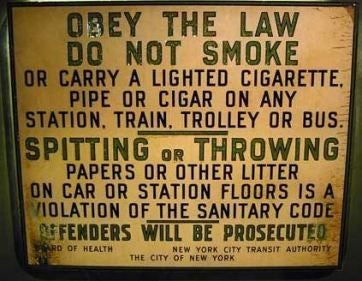 OBEY THE LAW
DO NOT SMOKE
OR CARRY A LIGHTED CIGARETTE,
PIPE OR CIGAR ON ANY
STATION, TRAIN, TROLLEY OR BUS.
SPITTING OR THROWING
PAPERS OR OTHER LITTER
ON CAR OR STATION FLOORS IS A
VIOLATION OF THE SANITARY CODE
OFFENDERS WILL BE PROSECUTED
BOARD OF HEALTH NEW YORK CITY TRANSIT AUTHORITY
THE CITY OF NEW YORK